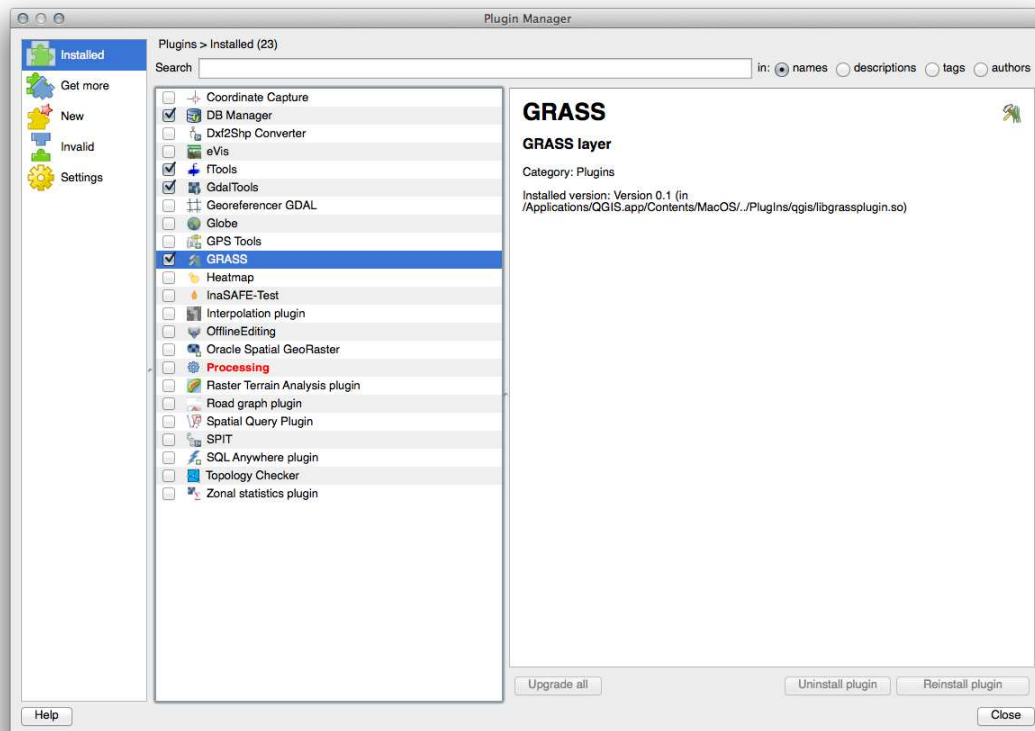 Plugin Manager
Installed
Get more
New
Invalid
Settings
Plugins > Installed (23)
Search
in: names descriptions tags authors
Coordinate Capture
DB Manager
Dxf2Shp Converter
eVis
fTools
GdalTools
Georeferencer GDAL
Globe
GPS Tools
GRASS
Heatmap
InaSAFE-Test
Interpolation plugin
OfflineEditing
Oracle Spatial GeoRaster
Processing
Raster Terrain Analysis plugin
Road graph plugin
Spatial Query Plugin
SPIT
SQL Anywhere plugin
Topology Checker
Zonal statistics plugin
GRASS
GRASS layer
Category: Plugins
Installed version: Version 0.1 (in
/Applications/QGIS.app/Contents/MacOS/../PlugIns/qgis/libgrassplugin.so)
Upgrade all
Uninstall plugin
Reinstall plugin
Help
Close